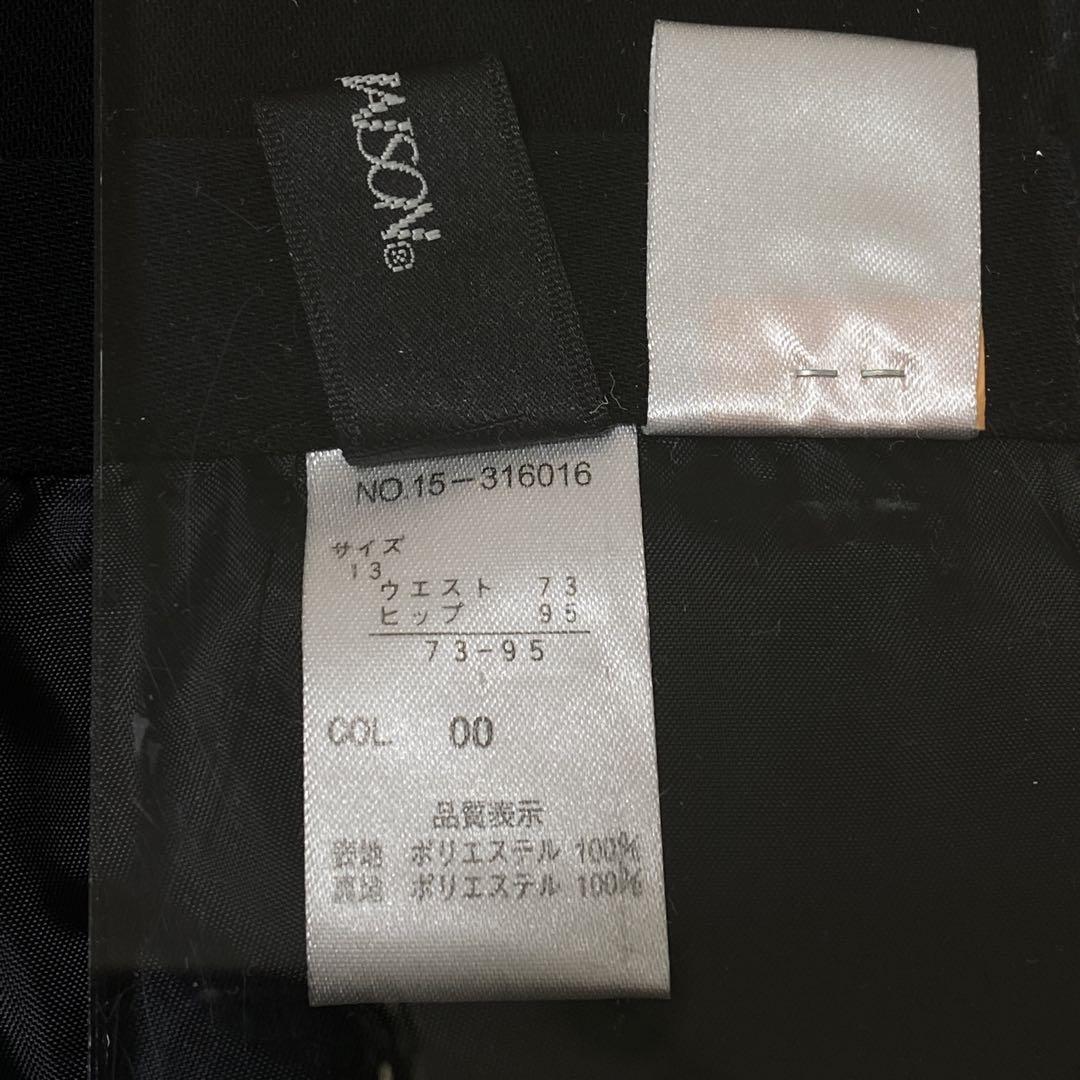 AISON®
NO.15-316016
サイズ
13
ウエスト 73
ヒップ 95
73-95
COL. 00
品質表示
表地 ポリエステル 100%
裏地 ポリエステル 100%